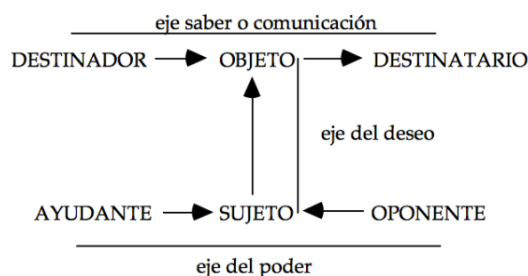 eje saber o comunicación
DESTINADOR OBJETO DESTINATARIO
eje del deseo
AYUDANTE SUJETO OPONENTE
eje del poder